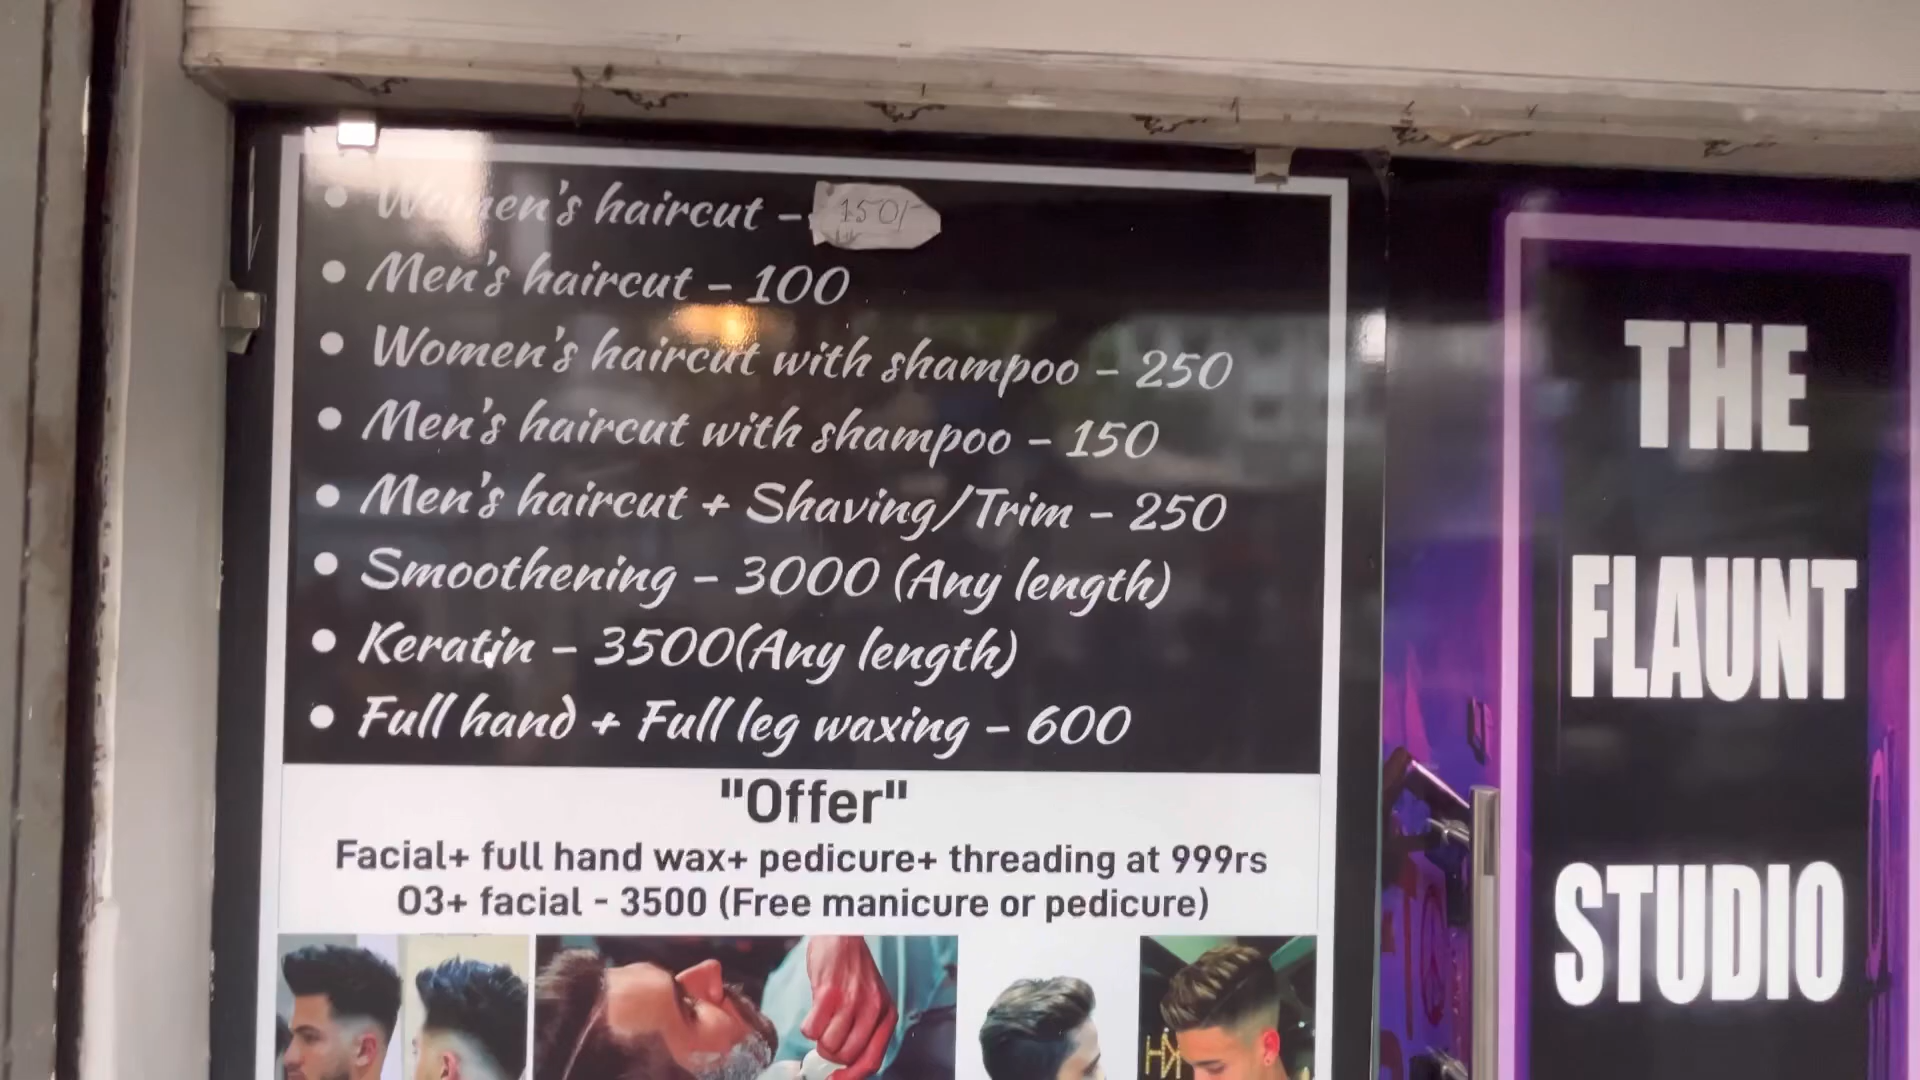 • Women's haircut - 150/-
• Men's haircut - 100
• Women's haircut with shampoo - 250
• Men's haircut with shampoo - 150
• Men's haircut + Shaving/Trim - 250
• Smoothening - 3000 (Any length)
• Keratin - 3500(Any length)
• Full hand + Full leg waxing - 600
"Offer"
Facial+ full hand wax+ pedicure+ threading at 999rs
O3+ facial - 3500 (Free manicure or pedicure)
THE
FLAUNT
STUDIO